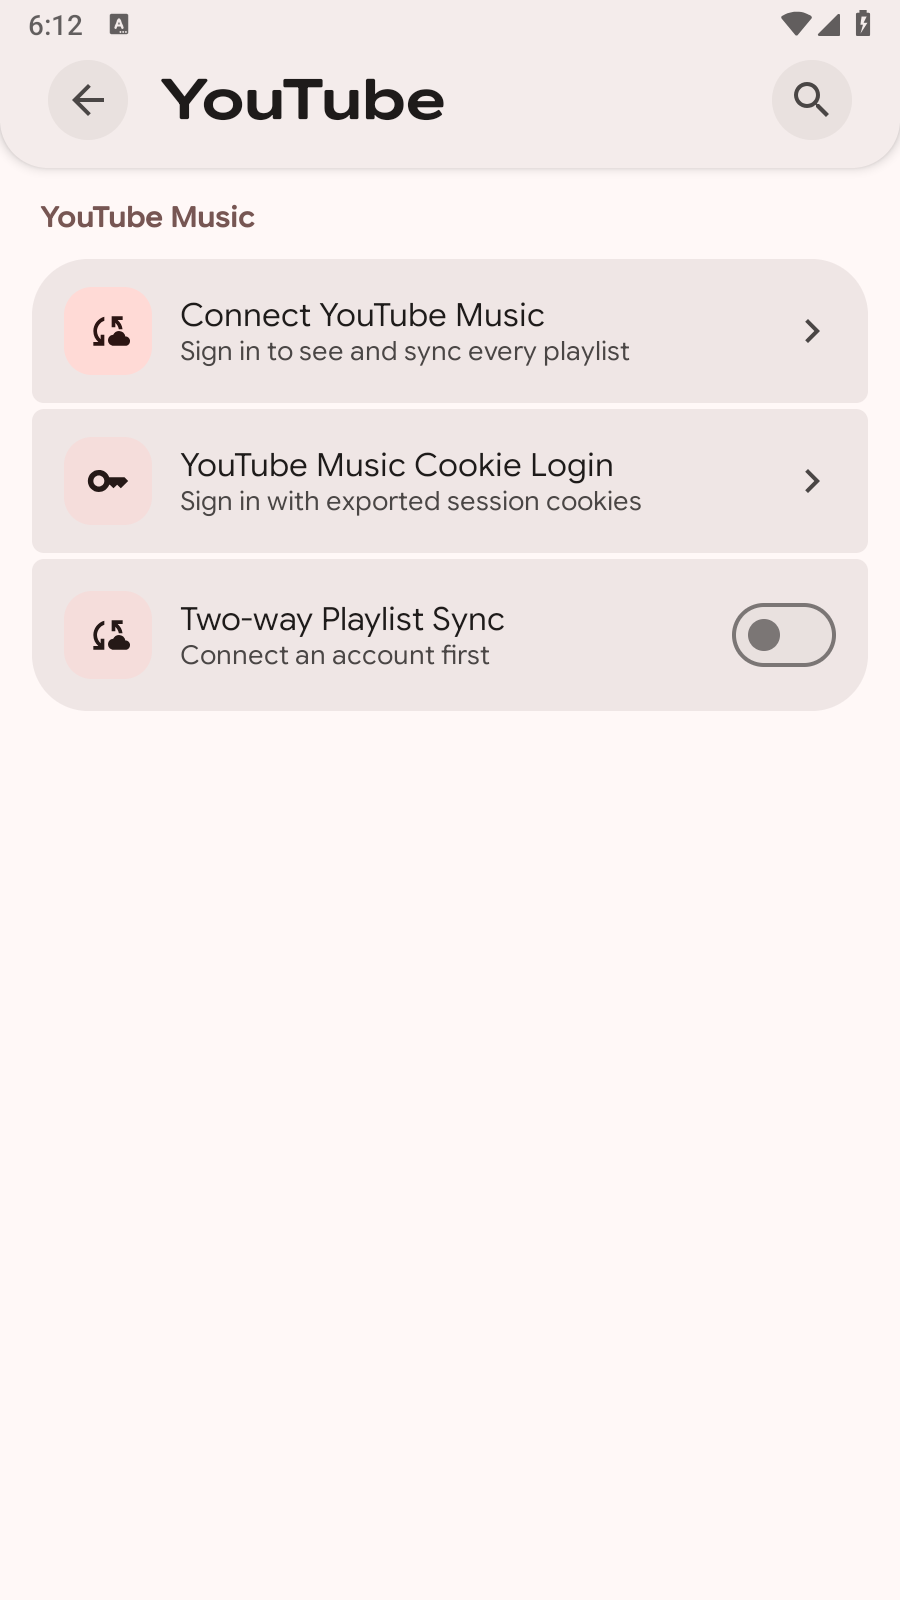 6:12
YouTube
YouTube Music
Connect YouTube Music
Sign in to see and sync every playlist
YouTube Music Cookie Login
Sign in with exported session cookies
Two-way Playlist Sync
Connect an account first